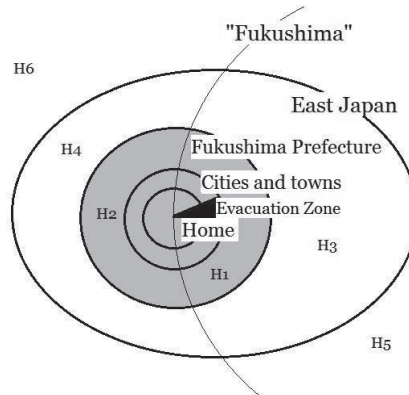 "Fukushima"
H6
East Japan
H4
Fukushima Prefecture
Cities and towns
H2
Evacuation Zone
Home
H3
H1
H5